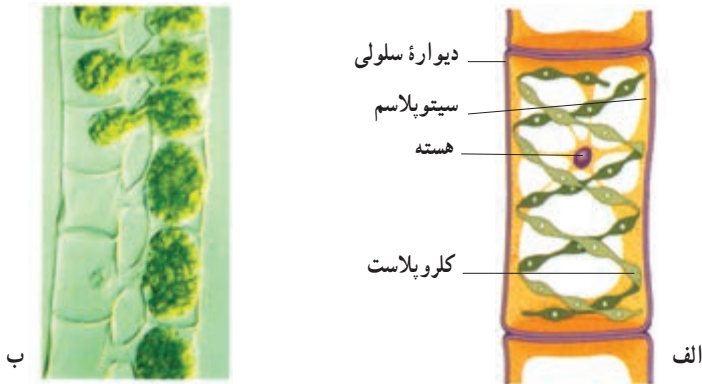 دیوارهٔ سلولی
سیتوپلاسم
هسته
کلروپلاست
الف
ب